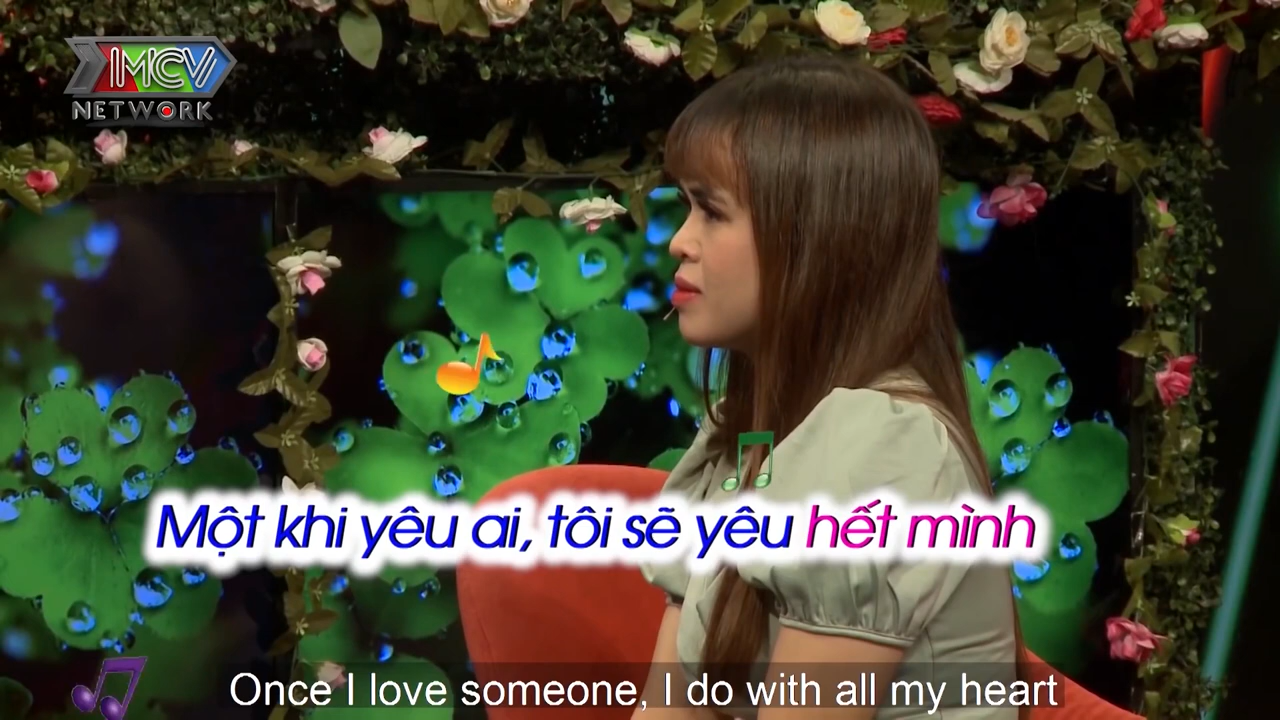 MCV
NETWORK
Một khi yêu ai, tôi sẽ yêu hết mình
Once I love someone, I do with all my heart